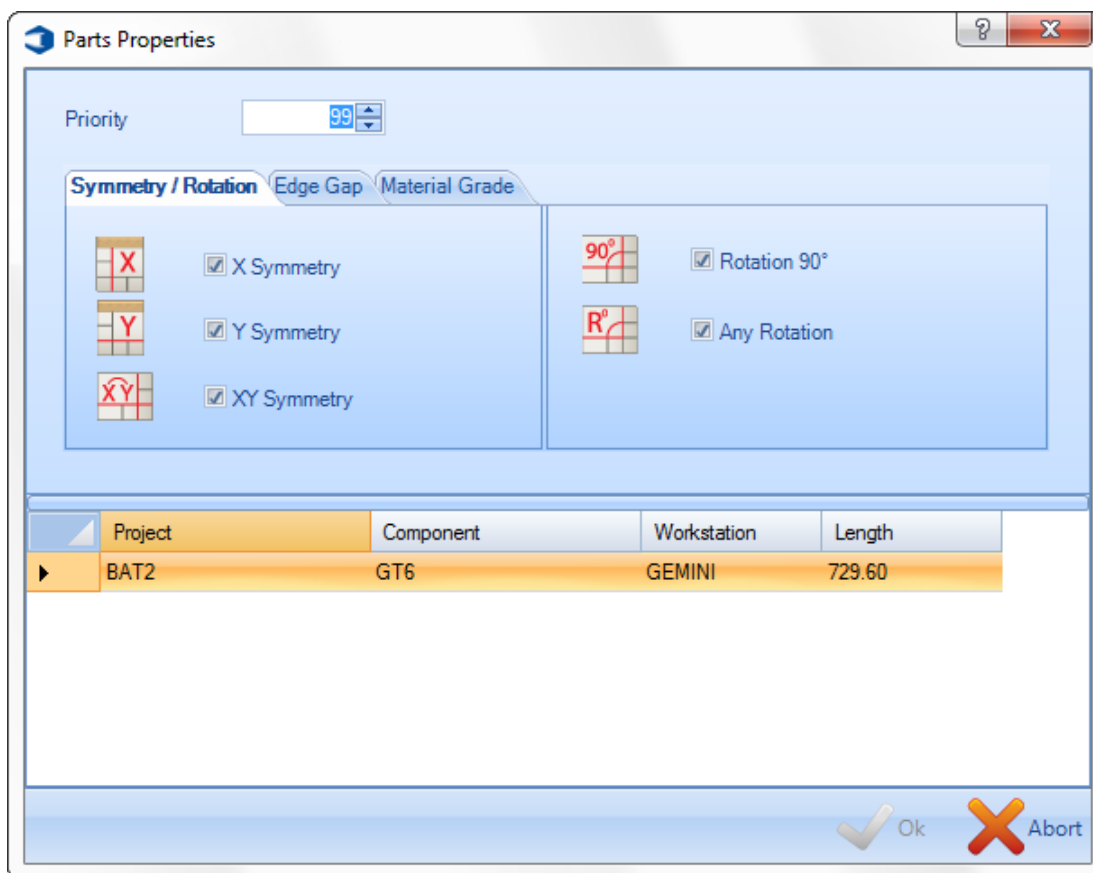 Parts Properties
Priority 99
Symmetry / Rotation Edge Gap Material Grade
X X Symmetry
90° Rotation 90°
Y Y Symmetry
R° Any Rotation
XY XY Symmetry
Project Component Workstation Length
BAT2 GT6 GEMINI 729.60
Ok Abort